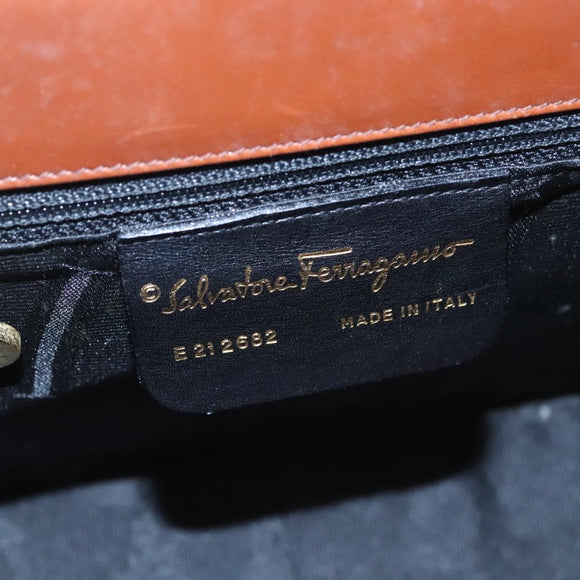 © Salvatore Ferragamo
E 21 2682 MADE IN ITALY